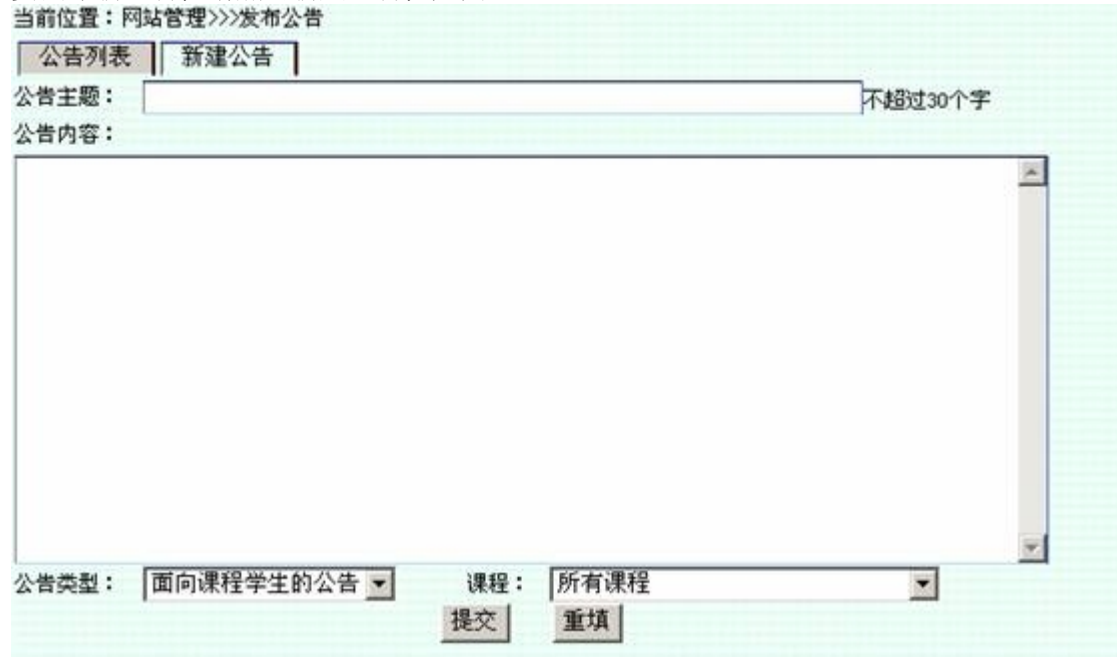 当前位置：网站管理>>>发布公告
公告列表 新建公告
公告主题： 不超过30个字
公告内容：
公告类型： 面向课程学生的公告 课程： 所有课程
提交 重填